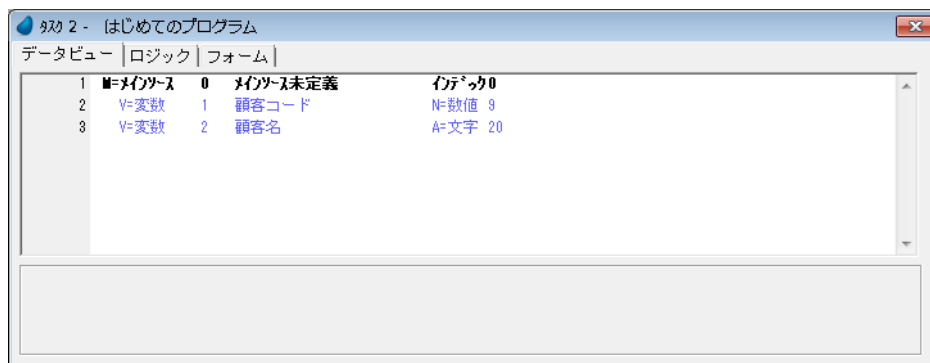 ﾀｽｸ 2 - はじめてのプログラム
データビュー ロジック フォーム
1 M=ﾒｲﾝｿｰｽ 0 ﾒｲﾝｿｰｽ未定義 ｲﾝﾃﾞｯｸ0
2 V=変数 1 顧客コード N=数値 9
3 V=変数 2 顧客名 A=文字 20